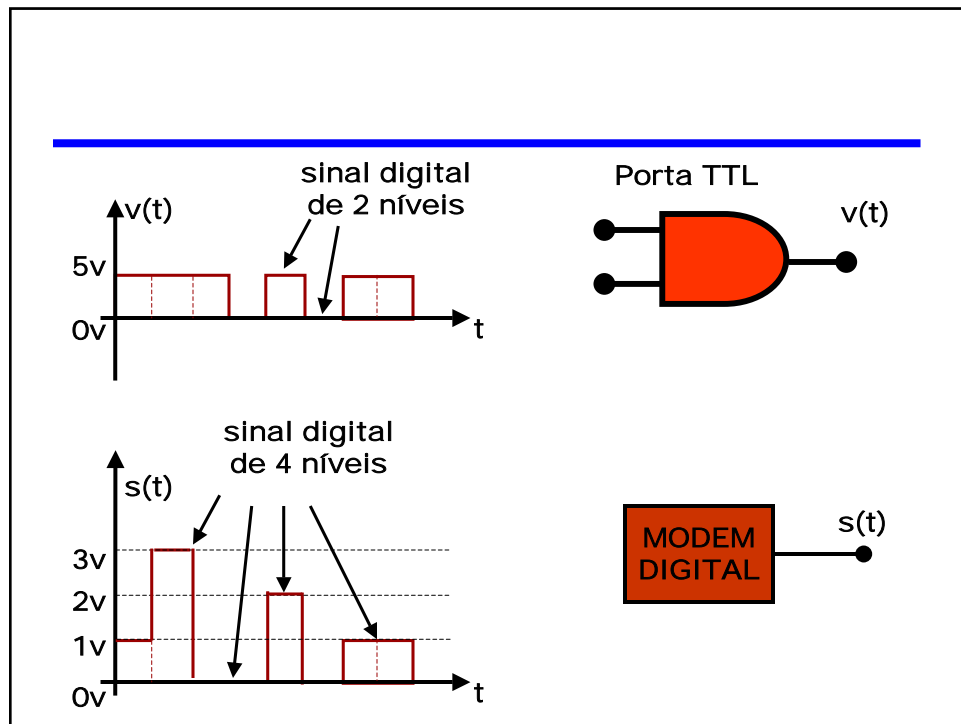 sinal digital
de 2 níveis
Porta TTL
v(t)
v(t)
5v
0v
t
sinal digital
de 4 níveis
s(t)
s(t)
3v
MODEM
DIGITAL
2v
1v
0v
t